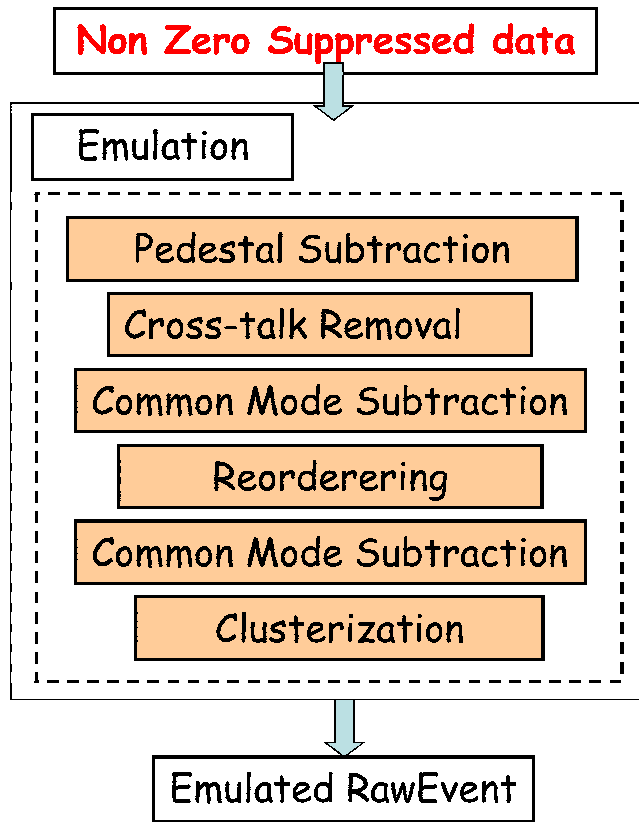 Non Zero Suppressed data
Emulation
Pedestal Subtraction
Cross-talk Removal
Common Mode Subtraction
Reorderering
Common Mode Subtraction
Clusterization
Emulated RawEvent